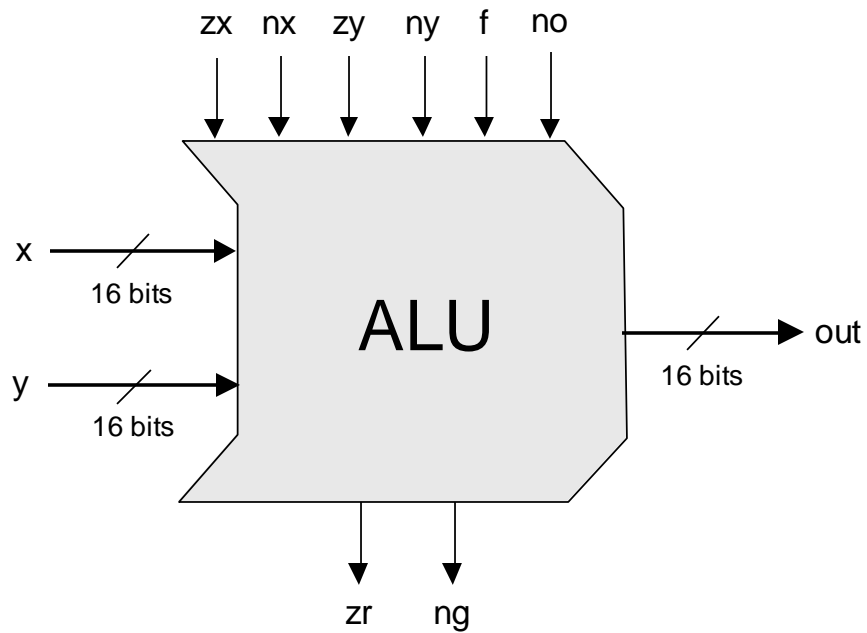 zx nx zy ny f no
x
16 bits
ALU
out
16 bits
y
16 bits
zr ng